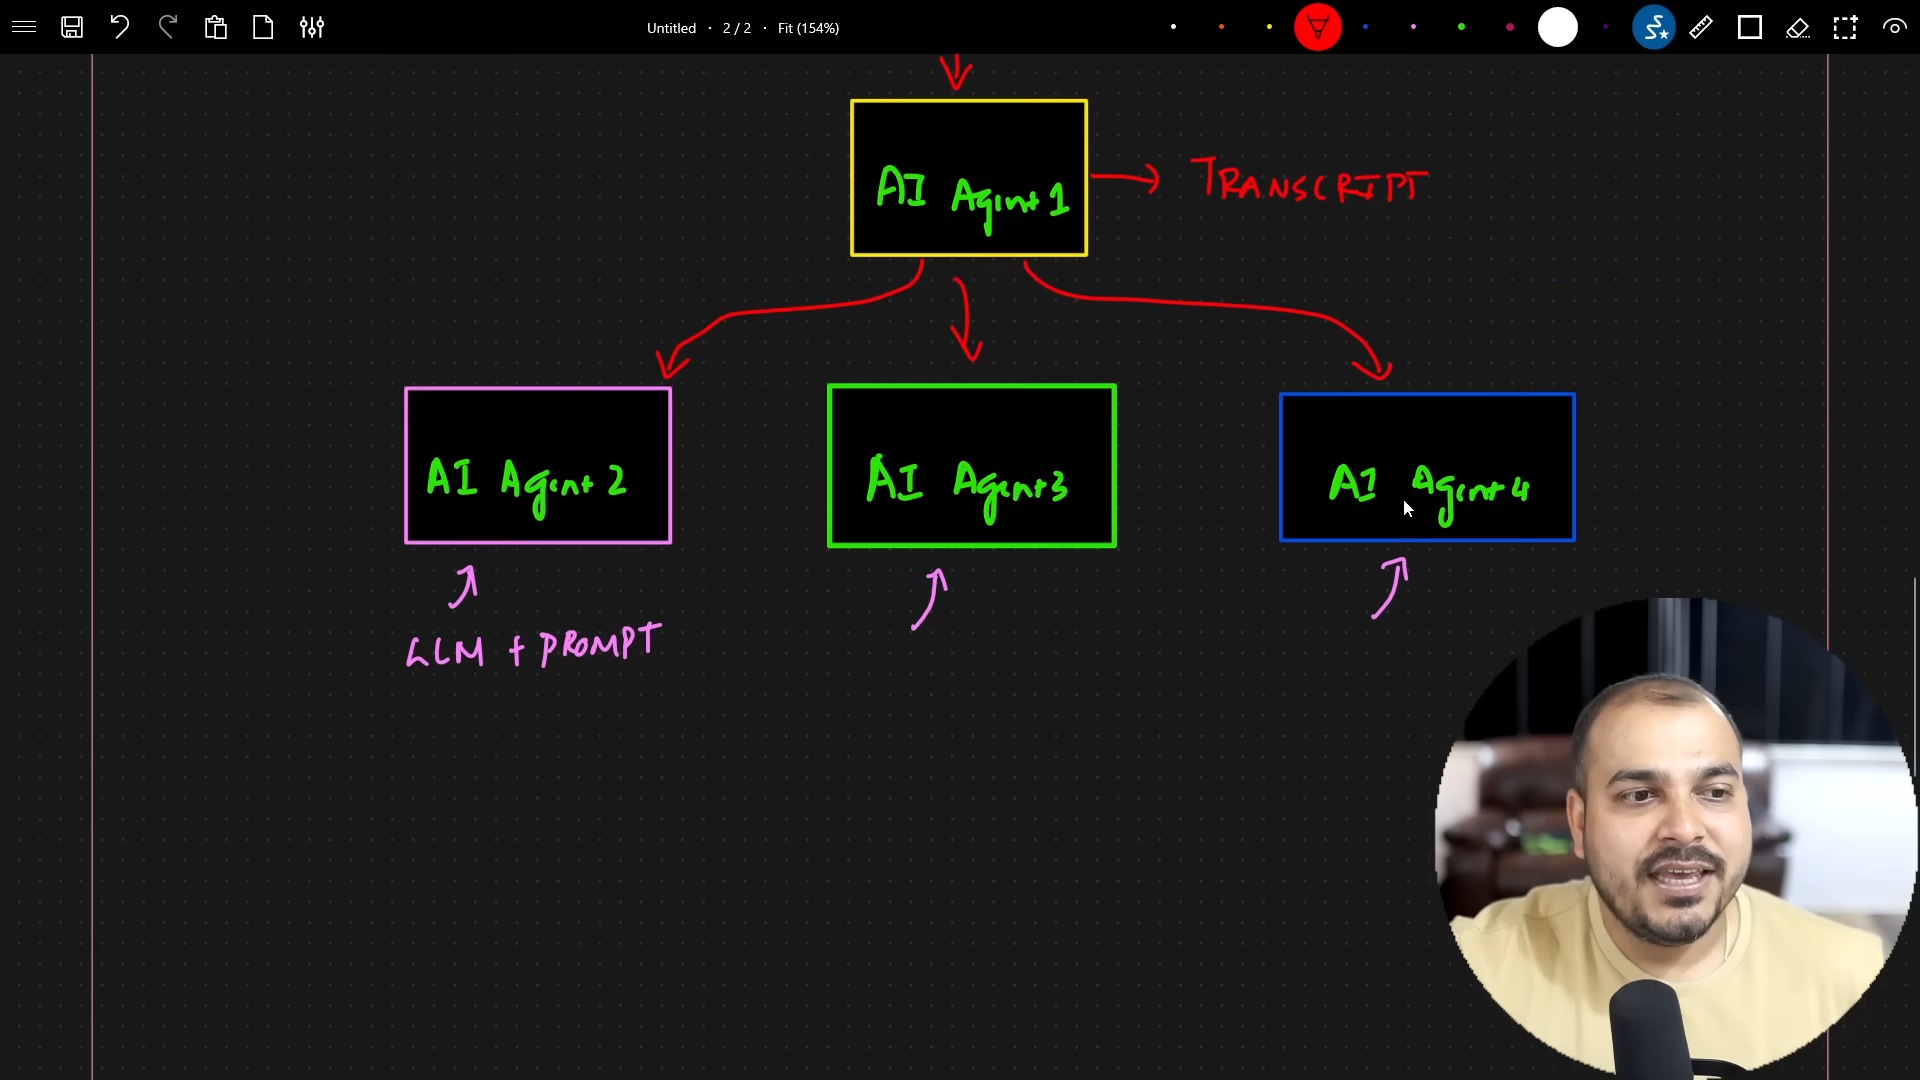 Untitled · 2 / 2 · Fit (154%)
AI Agent 1
TRANSCRIPT
AI Agent 2
AI Agent 3
AI Agent 4
LLM + PROMPT